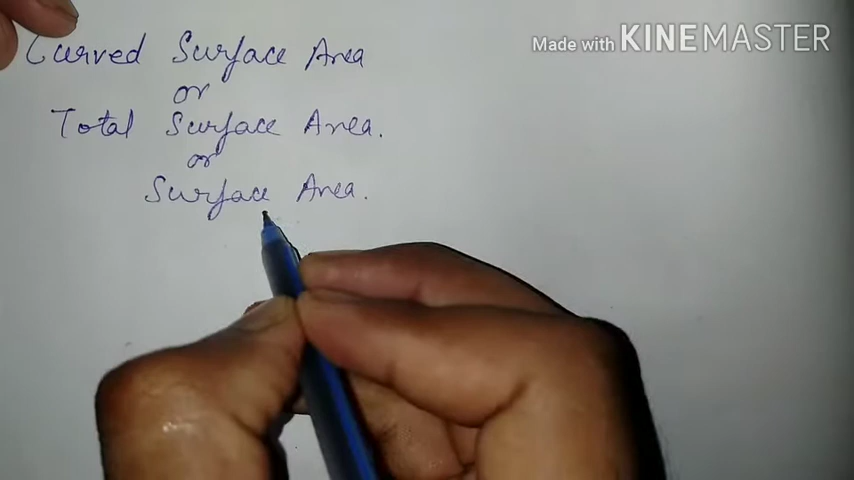 Made with KINEMASTER
Curved Surface Area
or
Total Surface Area.
or
Surface Area.